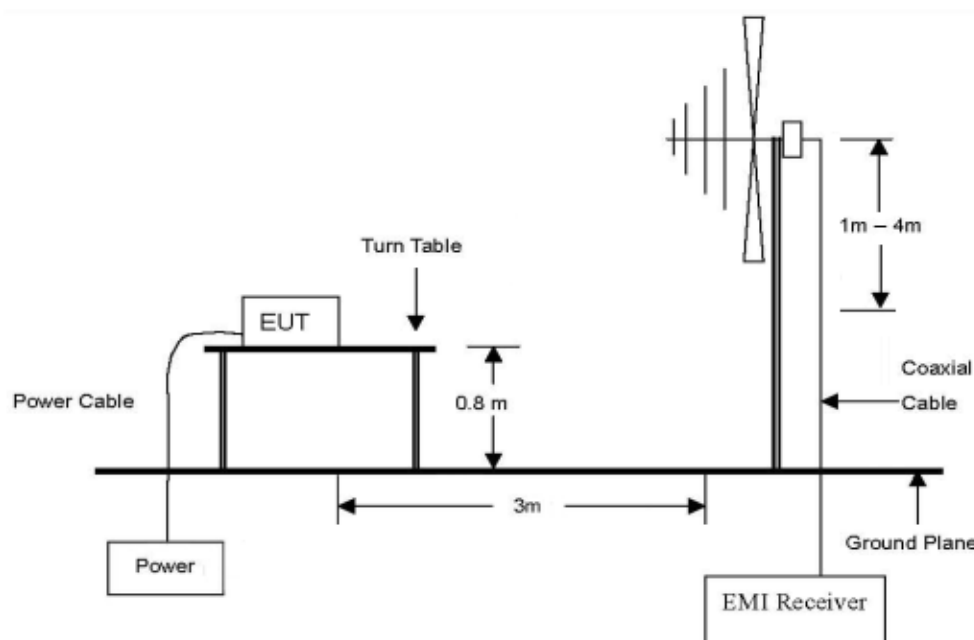 1m – 4m
Turn Table
EUT
Coaxial
Cable
Power Cable
0.8 m
3m
Ground Plane
Power
EMI Receiver